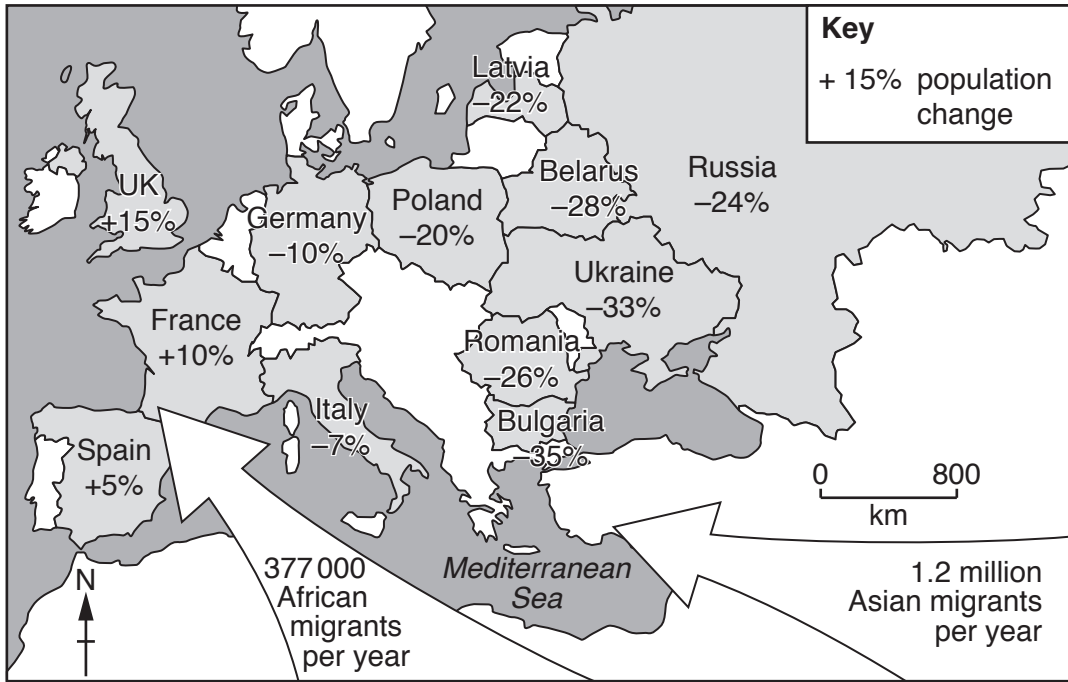 Key
+ 15% population
change
Latvia
–22%
UK
+15%
Germany
–10%
Poland
–20%
Belarus
–28%
Russia
–24%
Ukraine
–33%
France
+10%
Romania
–26%
Italy
–7%
Bulgaria
–35%
Spain
+5%
0 800
km
N
377 000
African
migrants
per year
Mediterranean
Sea
1.2 million
Asian migrants
per year